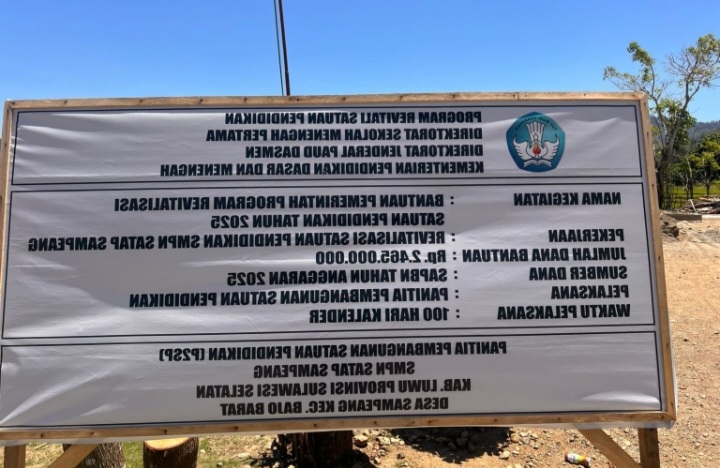 PROGRAM REVITALI SATUAN PENDIDIKAN
DIREKTORAT SEKOLAH MENENGAH PERTAMA
DIREKTORAT JENDERAL PAUD DASMEN
KEMENTERIAN PENDIDIKAN DASAR DAN MENENGAH
NAMA KEGIATAN : BANTUAN PEMERINTAH PROGRAM REVITALISASI
SATUAN PENDIDIKAN TAHUN 2025
PEKERJAAN : REVITALISASI SATUAN PENDIDIKAN SMPN SATAP SAMPEANG
JUMLAH DANA BANTUAN : Rp. 2.465.000.000
SUMBER DANA : SAPBN TAHUN ANGGARAN 2025
PELAKSANA : PANITIA PEMBANGUNAN SATUAN PENDIDIKAN
WAKTU PELAKSANA : 100 HARI KALENDER
PANITIA PEMBANGUNAN SATUAN PENDIDIKAN (P2SP)
SMPN SATAP SAMPEANG
KAB. LUWU PROVINSI SULAWESI SELATAN
DESA SAMPEANG KEC. BAJO BARAT